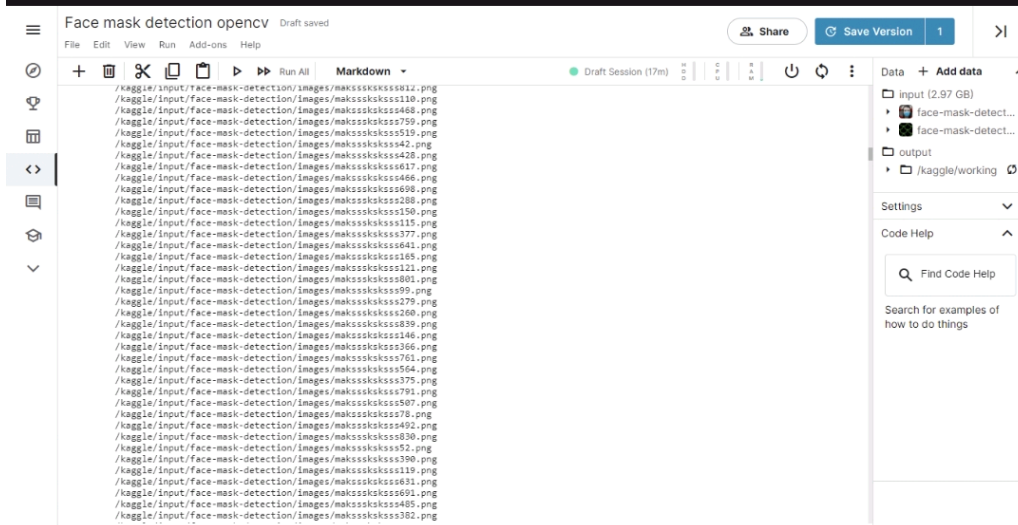 Face mask detection opencv Draft saved
Share
Save Version 1
File Edit View Run Add-ons Help
Run All Markdown
Draft Session (17m)
HDD
CPU
RAM
/kaggle/input/face-mask-detection/images/maksssksksss812.png
/kaggle/input/face-mask-detection/images/maksssksksss110.png
/kaggle/input/face-mask-detection/images/maksssksksss468.png
/kaggle/input/face-mask-detection/images/maksssksksss759.png
/kaggle/input/face-mask-detection/images/maksssksksss519.png
/kaggle/input/face-mask-detection/images/maksssksksss42.png
/kaggle/input/face-mask-detection/images/maksssksksss428.png
/kaggle/input/face-mask-detection/images/maksssksksss617.png
/kaggle/input/face-mask-detection/images/maksssksksss466.png
/kaggle/input/face-mask-detection/images/maksssksksss698.png
/kaggle/input/face-mask-detection/images/maksssksksss288.png
/kaggle/input/face-mask-detection/images/maksssksksss150.png
/kaggle/input/face-mask-detection/images/maksssksksss115.png
/kaggle/input/face-mask-detection/images/maksssksksss377.png
/kaggle/input/face-mask-detection/images/maksssksksss641.png
/kaggle/input/face-mask-detection/images/maksssksksss165.png
/kaggle/input/face-mask-detection/images/maksssksksss121.png
/kaggle/input/face-mask-detection/images/maksssksksss801.png
/kaggle/input/face-mask-detection/images/maksssksksss99.png
/kaggle/input/face-mask-detection/images/maksssksksss279.png
/kaggle/input/face-mask-detection/images/maksssksksss260.png
/kaggle/input/face-mask-detection/images/maksssksksss839.png
/kaggle/input/face-mask-detection/images/maksssksksss146.png
/kaggle/input/face-mask-detection/images/maksssksksss366.png
/kaggle/input/face-mask-detection/images/maksssksksss761.png
/kaggle/input/face-mask-detection/images/maksssksksss564.png
/kaggle/input/face-mask-detection/images/maksssksksss375.png
/kaggle/input/face-mask-detection/images/maksssksksss791.png
/kaggle/input/face-mask-detection/images/maksssksksss507.png
/kaggle/input/face-mask-detection/images/maksssksksss78.png
/kaggle/input/face-mask-detection/images/maksssksksss492.png
/kaggle/input/face-mask-detection/images/maksssksksss830.png
/kaggle/input/face-mask-detection/images/maksssksksss52.png
/kaggle/input/face-mask-detection/images/maksssksksss390.png
/kaggle/input/face-mask-detection/images/maksssksksss119.png
/kaggle/input/face-mask-detection/images/maksssksksss631.png
/kaggle/input/face-mask-detection/images/maksssksksss691.png
/kaggle/input/face-mask-detection/images/maksssksksss485.png
/kaggle/input/face-mask-detection/images/maksssksksss382.png
Data + Add data
input (2.97 GB)
face-mask-detect...
face-mask-detect...
output
/kaggle/working
Settings
Code Help
Find Code Help
Search for examples of
how to do things